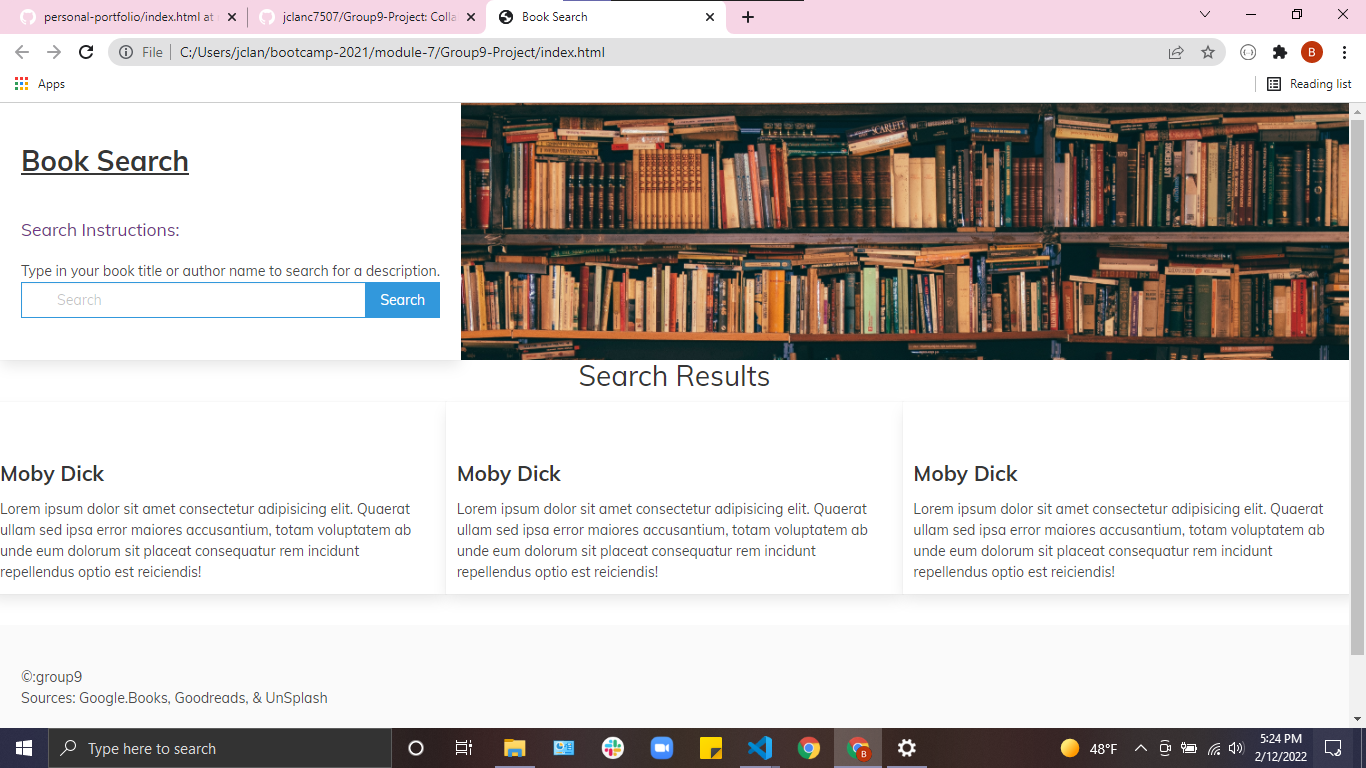 personal-portfolio/index.html at
jclanc7507/Group9-Project: Colla
Book Search
File
C:/Users/jclan/bootcamp-2021/module-7/Group9-Project/index.html
B
Apps
Reading list
Book Search
SCARLETT
Search Instructions:
Type in your book title or author name to search for a description.
Search
Search
Search Results
Moby Dick
Lorem ipsum dolor sit amet consectetur adipisicing elit. Quaerat
ullam sed ipsa error maiores accusantium, totam voluptatem ab
unde eum dolorum sit placeat consequatur rem incidunt
repellendus optio est reiciendis!
Moby Dick
Lorem ipsum dolor sit amet consectetur adipisicing elit. Quaerat
ullam sed ipsa error maiores accusantium, totam voluptatem ab
unde eum dolorum sit placeat consequatur rem incidunt
repellendus optio est reiciendis!
Moby Dick
Lorem ipsum dolor sit amet consectetur adipisicing elit. Quaerat
ullam sed ipsa error maiores accusantium, totam voluptatem ab
unde eum dolorum sit placeat consequatur rem incidunt
repellendus optio est reiciendis!
©:group9
Sources: Google.Books, Goodreads, & UnSplash
Type here to search
B
48°F
5:24 PM
2/12/2022